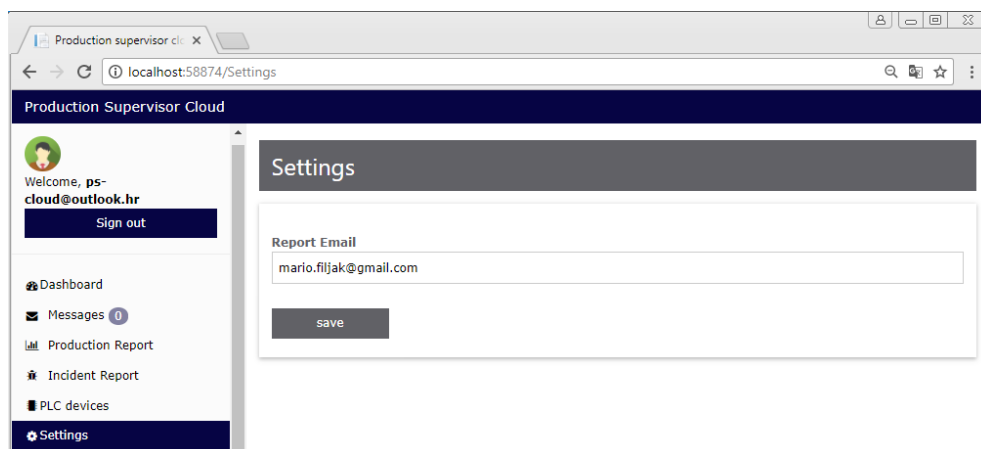 Production supervisor clo
localhost:58874/Settings
Production Supervisor Cloud
Welcome, ps-
cloud@outlook.hr
Sign out
Dashboard
Messages 0
Production Report
Incident Report
PLC devices
Settings
Settings
Report Email
mario.filjak@gmail.com
save